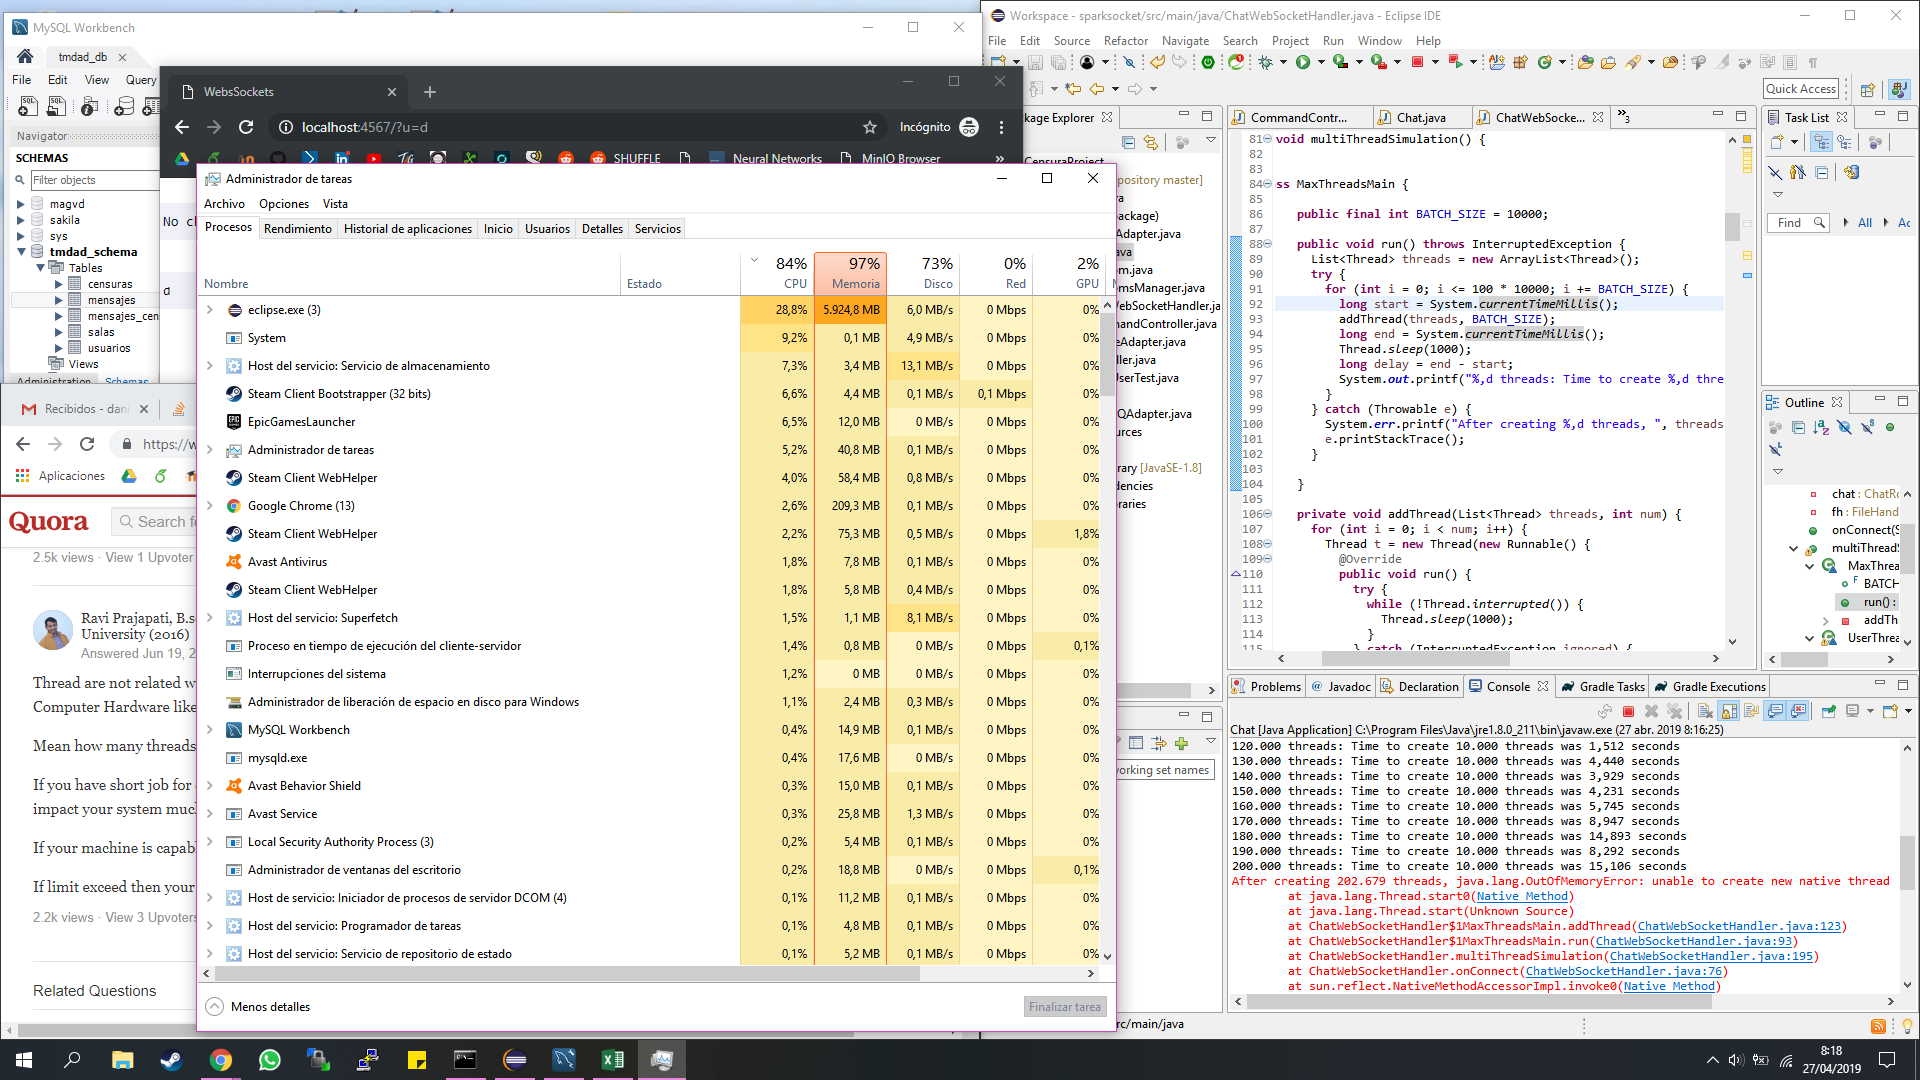 MySQL Workbench
tmdad_db
File Edit View Query
Navigator
SCHEMAS
Filter objects
magvd
sakila
sys
tmdad_schema
Tables
censuras
mensajes
mensajes_cen
salas
usuarios
Views
Administration Schemas
WebsSockets
localhost:4567/?u=d
Incógnito
SHUFFLE
Neural Networks
MinIO Browser
No cl
a
Administrador de tareas
Archivo Opciones Vista
Procesos Rendimiento Historial de aplicaciones Inicio Usuarios Detalles Servicios
84% 97% 73% 0% 2%
Nombre Estado CPU Memoria Disco Red GPU
eclipse.exe (3) 28,8% 5.924,8 MB 6,0 MB/s 0 Mbps 0%
System 9,2% 0,1 MB 4,9 MB/s 0 Mbps 0%
Host del servicio: Servicio de almacenamiento 7,3% 3,4 MB 13,1 MB/s 0 Mbps 0%
Steam Client Bootstrapper (32 bits) 6,6% 4,4 MB 0,1 MB/s 0,1 Mbps 0%
EpicGamesLauncher 6,5% 12,0 MB 0 MB/s 0 Mbps 0%
Administrador de tareas 5,2% 40,8 MB 0,1 MB/s 0 Mbps 0%
Steam Client WebHelper 4,0% 58,4 MB 0,8 MB/s 0 Mbps 0%
Google Chrome (13) 2,6% 209,3 MB 0,1 MB/s 0 Mbps 0%
Steam Client WebHelper 2,2% 75,3 MB 0,5 MB/s 0 Mbps 1,8%
Avast Antivirus 1,8% 7,8 MB 0,1 MB/s 0 Mbps 0%
Steam Client WebHelper 1,8% 5,8 MB 0,4 MB/s 0 Mbps 0%
Host del servicio: Superfetch 1,5% 1,1 MB 8,1 MB/s 0 Mbps 0%
Proceso en tiempo de ejecución del cliente-servidor 1,4% 0,8 MB 0 MB/s 0 Mbps 0,1%
Interrupciones del sistema 1,2% 0 MB 0 MB/s 0 Mbps 0%
Administrador de liberación de espacio en disco para Windows 1,1% 2,4 MB 0,3 MB/s 0 Mbps 0%
MySQL Workbench 0,4% 14,9 MB 0,1 MB/s 0 Mbps 0%
mysqld.exe 0,4% 17,6 MB 0 MB/s 0 Mbps 0%
Avast Behavior Shield 0,3% 15,0 MB 0,1 MB/s 0 Mbps 0%
Avast Service 0,3% 25,8 MB 1,3 MB/s 0 Mbps 0%
Local Security Authority Process (3) 0,2% 5,4 MB 0,1 MB/s 0 Mbps 0%
Administrador de ventanas del escritorio 0,2% 18,8 MB 0 MB/s 0 Mbps 0,1%
Host de servicio: Iniciador de procesos de servidor DCOM (4) 0,1% 11,2 MB 0,1 MB/s 0 Mbps 0%
Host del servicio: Programador de tareas 0,1% 4,8 MB 0,1 MB/s 0 Mbps 0%
Host del servicio: Servicio de repositorio de estado 0,1% 5,2 MB 0,1 MB/s 0 Mbps 0%
Menos detalles
Finalizar tarea
Recibidos - dani
https://w
Aplicaciones
Quora
Search f
2.5k views · View 1 Upvoter
Ravi Prajapati, B.sc
University (2016)
Answered Jun 19, 2
Thread are not related w
Computer Hardware like
Mean how many threads
If you have short job for
impact your system muc
If your machine is capab
If limit exceed then your
2.2k views · View 3 Upvoters
Related Questions
Workspace - sparksocket/src/main/java/ChatWebSocketHandler.java - Eclipse IDE
File Edit Source Refactor Navigate Search Project Run Window Help
Quick Access
kage Explorer
CensuraProject
pository master]
va
package)
Adapter.java
ava
om.java
omsManager.java
WebSocketHandler.ja
mandController.java
eAdapter.java
ller.java
UserTest.java
QAdapter.java
ources
rary [JavaSE-1.8]
dencies
braries
orking set names
rc/main/java
CommandContr... Chat.java ChatWebSocke... »3
81 void multiThreadSimulation() {
82
83
84 ss MaxThreadsMain {
85
86 public final int BATCH_SIZE = 10000;
87
88 public void run() throws InterruptedException {
89 List<Thread> threads = new ArrayList<Thread>();
90 try {
91 for (int i = 0; i <= 100 * 10000; i += BATCH_SIZE) {
92 long start = System.currentTimeMillis();
93 addThread(threads, BATCH_SIZE);
94 long end = System.currentTimeMillis();
95 Thread.sleep(1000);
96 long delay = end - start;
97 System.out.printf("%,d threads: Time to create %,d thre
98 }
99 } catch (Throwable e) {
100 System.err.printf("After creating %,d threads, ", threads
101 e.printStackTrace();
102 }
103
104 }
105
106 private void addThread(List<Thread> threads, int num) {
107 for (int i = 0; i < num; i++) {
108 Thread t = new Thread(new Runnable() {
109 @Override
110 public void run() {
111 try {
112 while (!Thread.interrupted()) {
113 Thread.sleep(1000);
114 }
115 } catch (InterruptedException ignored) {
Task List
Find All Ac
Outline
chat : ChatRo
fh : FileHand
onConnect(S
multiThreadS
MaxThrea
BATCH
run() :
addTh
UserThrea
Problems @ Javadoc Declaration Console Gradle Tasks Gradle Executions
Chat [Java Application] C:\Program Files\Java\jre1.8.0_211\bin\javaw.exe (27 abr. 2019 8:16:25)
120.000 threads: Time to create 10.000 threads was 1,512 seconds
130.000 threads: Time to create 10.000 threads was 4,440 seconds
140.000 threads: Time to create 10.000 threads was 3,929 seconds
150.000 threads: Time to create 10.000 threads was 4,231 seconds
160.000 threads: Time to create 10.000 threads was 5,745 seconds
170.000 threads: Time to create 10.000 threads was 8,947 seconds
180.000 threads: Time to create 10.000 threads was 14,893 seconds
190.000 threads: Time to create 10.000 threads was 8,292 seconds
200.000 threads: Time to create 10.000 threads was 15,106 seconds
After creating 202.679 threads, java.lang.OutOfMemoryError: unable to create new native thread
at java.lang.Thread.start0(Native Method)
at java.lang.Thread.start(Unknown Source)
at ChatWebSocketHandler$1MaxThreadsMain.addThread(ChatWebSocketHandler.java:123)
at ChatWebSocketHandler$1MaxThreadsMain.run(ChatWebSocketHandler.java:93)
at ChatWebSocketHandler.multiThreadSimulation(ChatWebSocketHandler.java:195)
at ChatWebSocketHandler.onConnect(ChatWebSocketHandler.java:76)
at sun.reflect.NativeMethodAccessorImpl.invoke0(Native Method)
8:18
27/04/2019